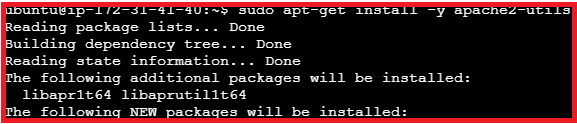 ubuntu@ip-172-31-41-40:~$ sudo apt-get install -y apache2-utils
Reading package lists... Done
Building dependency tree... Done
Reading state information... Done
The following additional packages will be installed:
  libapr1t64 libaprutil1t64
The following NEW packages will be installed: